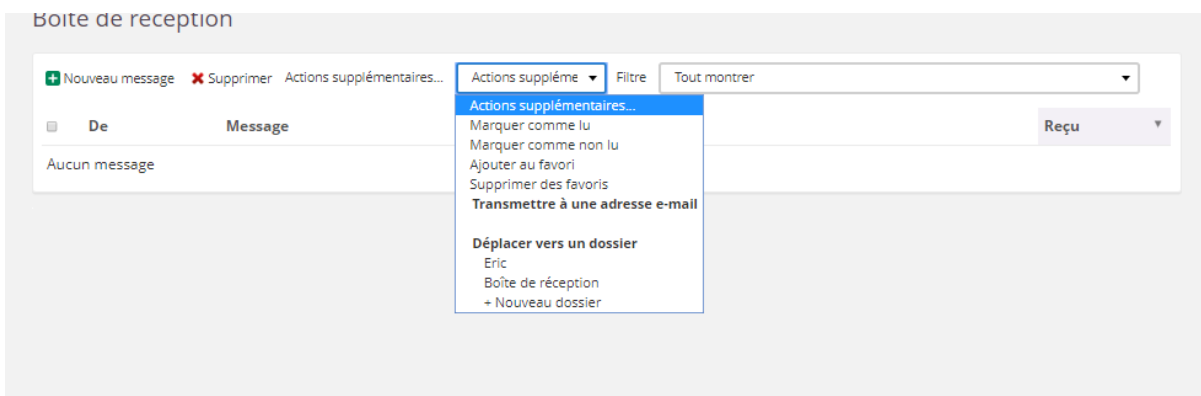 Boîte de réception
Nouveau message Supprimer Actions supplémentaires... Actions suppléme Filtre Tout montrer
Actions supplémentaires...
De Message Reçu
Marquer comme lu
Marquer comme non lu
Aucun message
Ajouter au favori
Supprimer des favoris
Transmettre à une adresse e-mail
Déplacer vers un dossier
Eric
Boîte de réception
+ Nouveau dossier